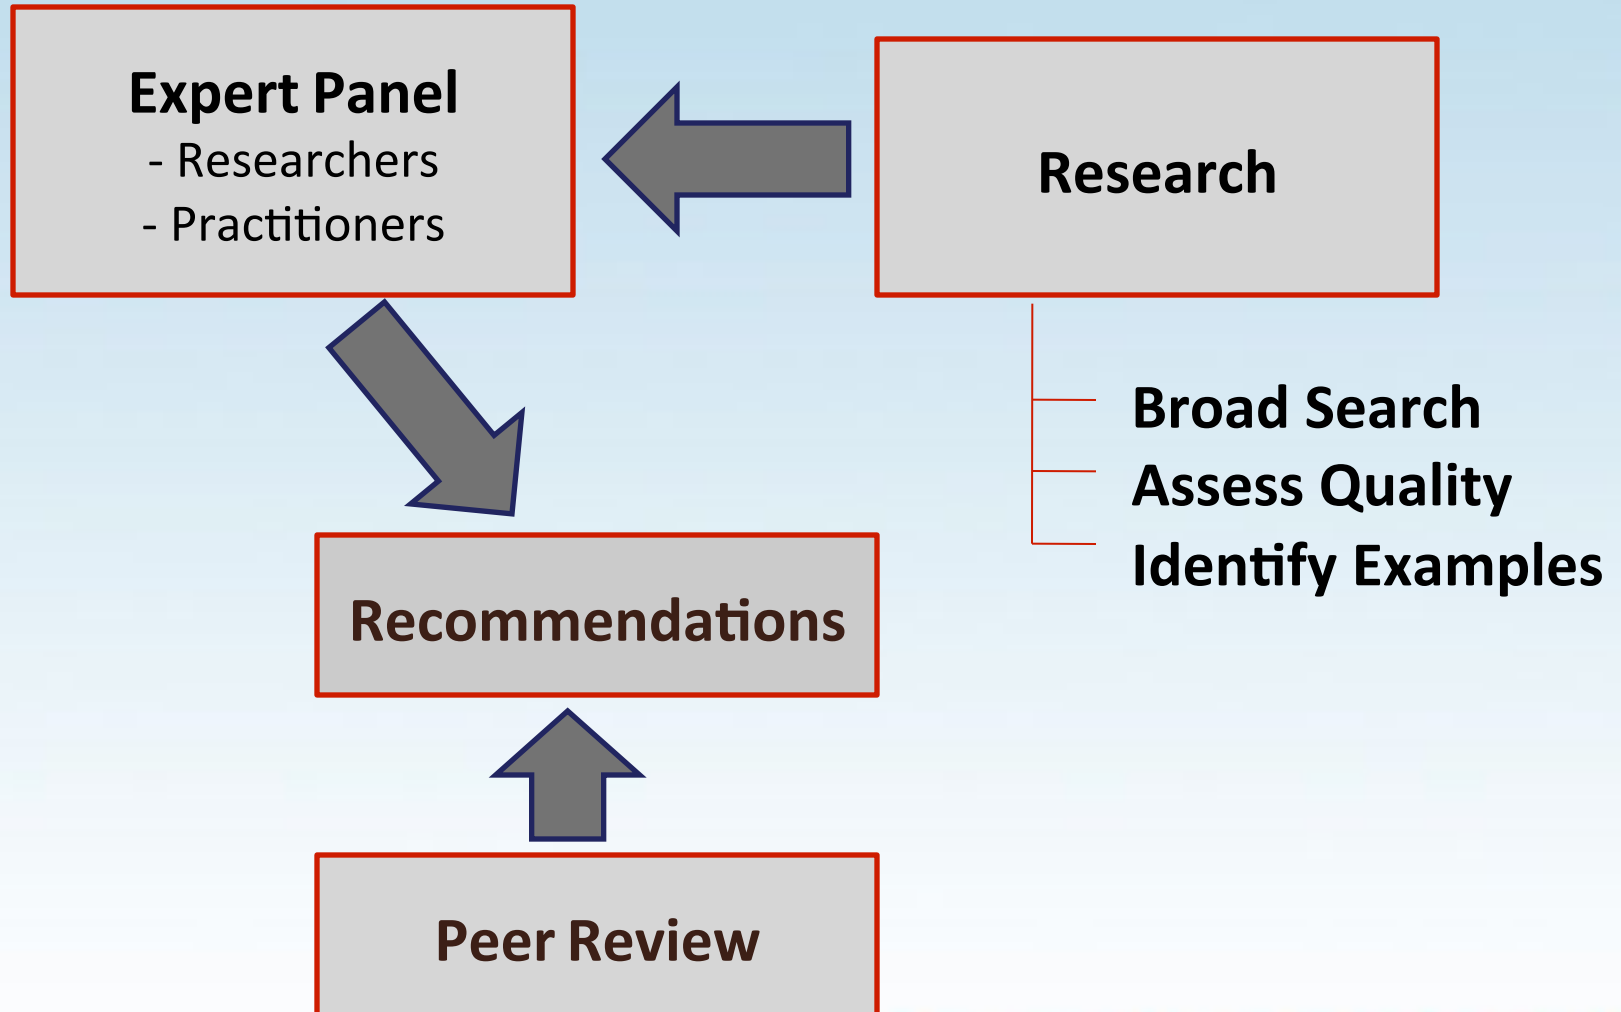 Expert Panel
- Researchers
- Practitioners
Research
Broad Search
Assess Quality
Identify Examples
Recommendations
Peer Review